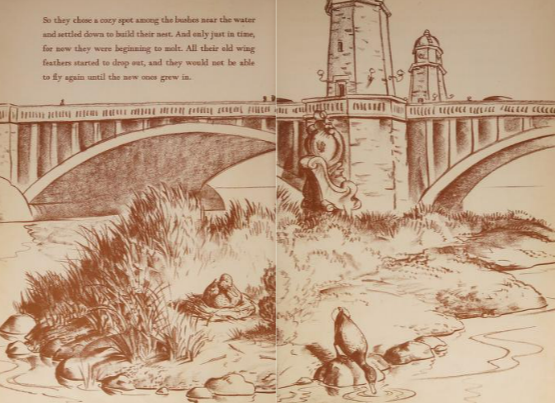 So they chose a cozy spot among the bushes near the water
and settled down to build their nest. And only just in time,
for now they were beginning to molt. All their old wing
feathers started to drop out, and they would not be able
to fly again until the new ones grew in.